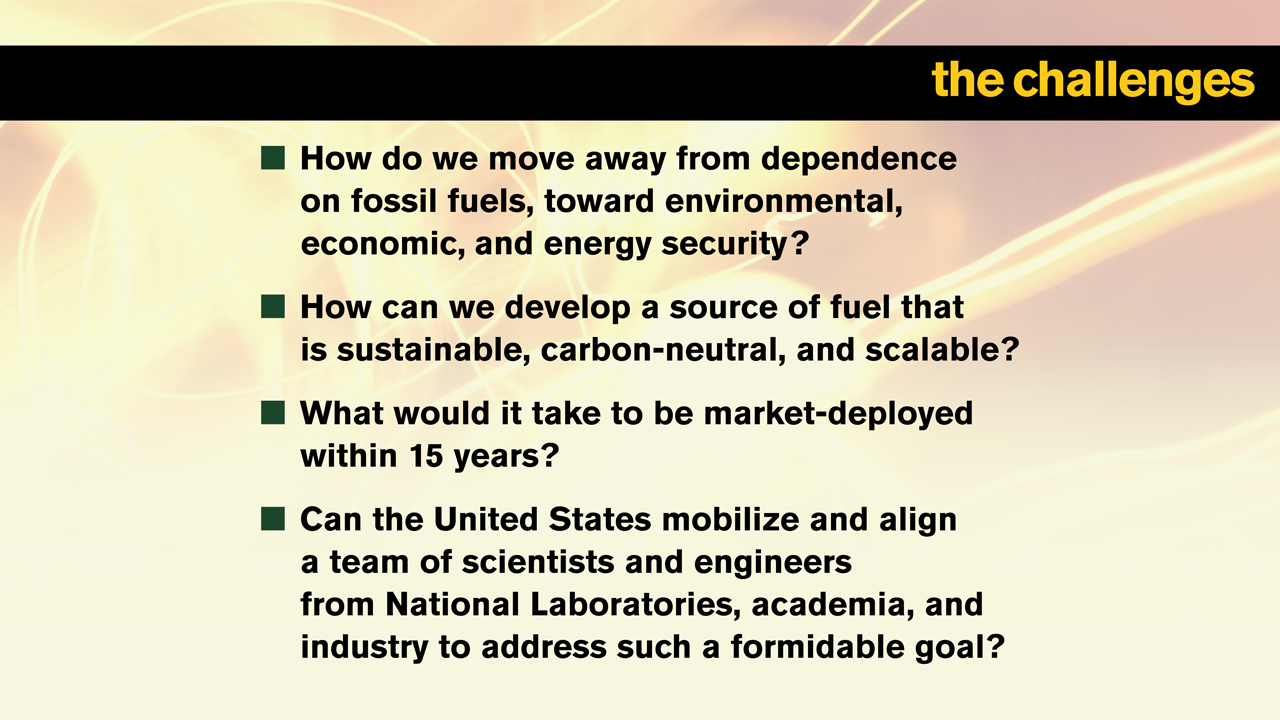 the challenges
How do we move away from dependence
on fossil fuels, toward environmental,
economic, and energy security?
How can we develop a source of fuel that
is sustainable, carbon-neutral, and scalable?
What would it take to be market-deployed
within 15 years?
Can the United States mobilize and align
a team of scientists and engineers
from National Laboratories, academia, and
industry to address such a formidable goal?